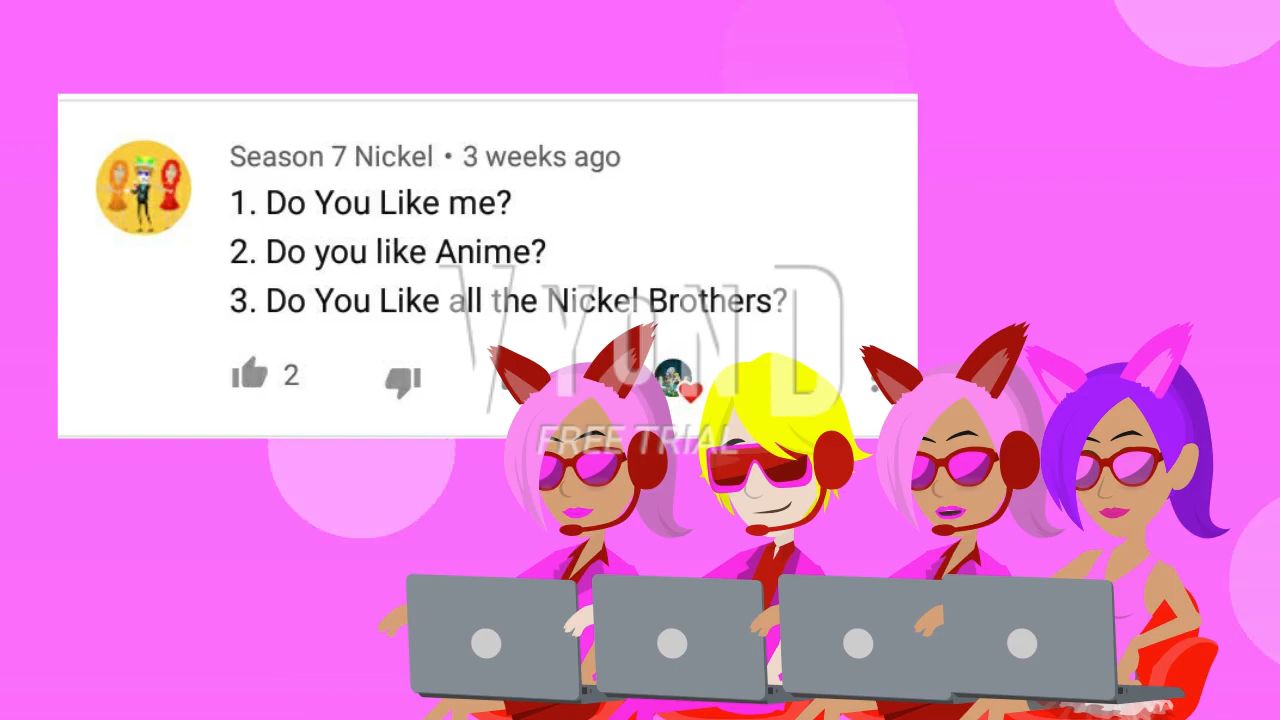 Season 7 Nickel • 3 weeks ago
1. Do You Like me?
2. Do you like Anime?
3. Do You Like all the Nickel Brothers?
2
VYOND
FREE TRIAL